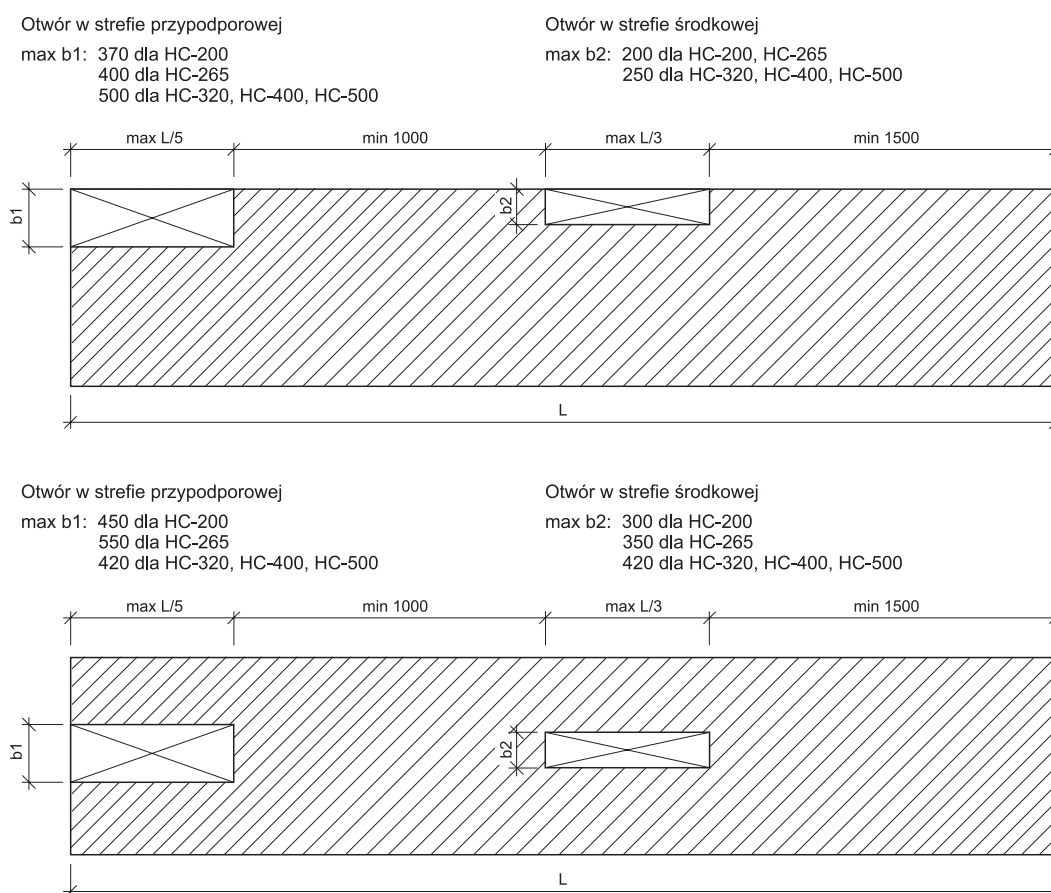 Otwór w strefie przypodporowej
max b1: 370 dla HC-200
400 dla HC-265
500 dla HC-320, HC-400, HC-500
Otwór w strefie środkowej
max b2: 200 dla HC-200, HC-265
250 dla HC-320, HC-400, HC-500
max L/5
min 1000
max L/3
min 1500
b1
b2
L
Otwór w strefie przypodporowej
max b1: 450 dla HC-200
550 dla HC-265
420 dla HC-320, HC-400, HC-500
Otwór w strefie środkowej
max b2: 300 dla HC-200
350 dla HC-265
420 dla HC-320, HC-400, HC-500
max L/5
min 1000
max L/3
min 1500
b1
b2
L